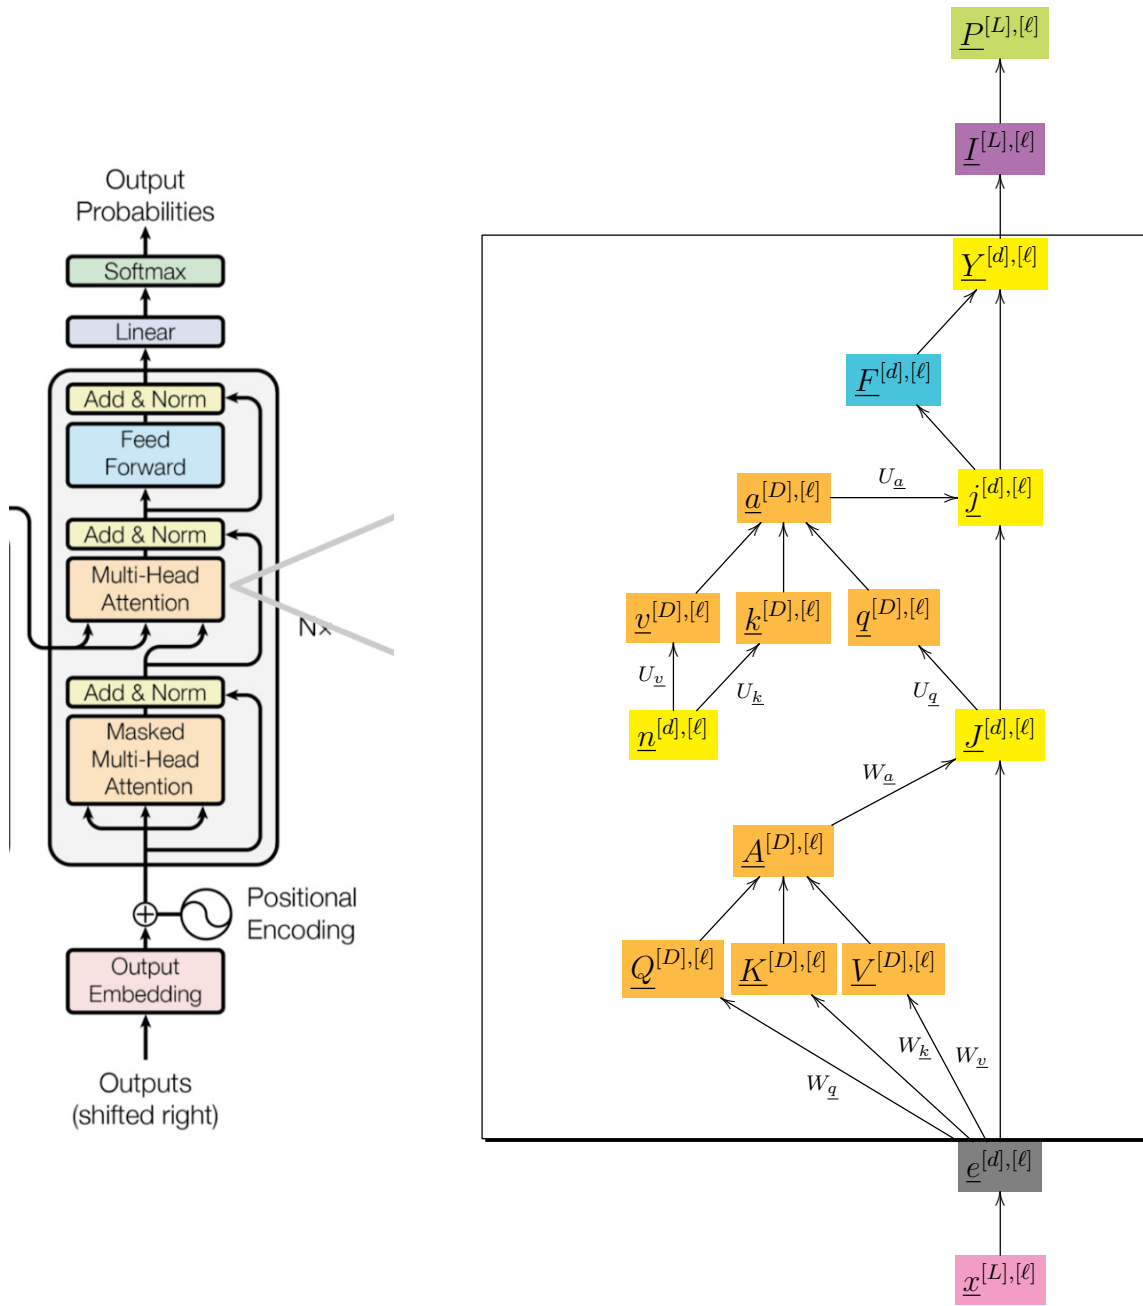 Output
Probabilities
Softmax
Linear
Add & Norm
Feed
Forward
Add & Norm
Multi-Head
Attention
N×
Add & Norm
Masked
Multi-Head
Attention
Positional
Encoding
Output
Embedding
Outputs
(shifted right)
P^{[L],[ℓ]}
I^{[L],[ℓ]}
Y^{[d],[ℓ]}
F^{[d],[ℓ]}
a^{[D],[ℓ]} U_a j^{[d],[ℓ]}
v^{[D],[ℓ]} k^{[D],[ℓ]} q^{[D],[ℓ]}
U_v U_k U_q
n^{[d],[ℓ]} J^{[d],[ℓ]}
W_a
A^{[D],[ℓ]}
Q^{[D],[ℓ]} K^{[D],[ℓ]} V^{[D],[ℓ]}
W_q W_k W_v
e^{[d],[ℓ]}
x^{[L],[ℓ]}